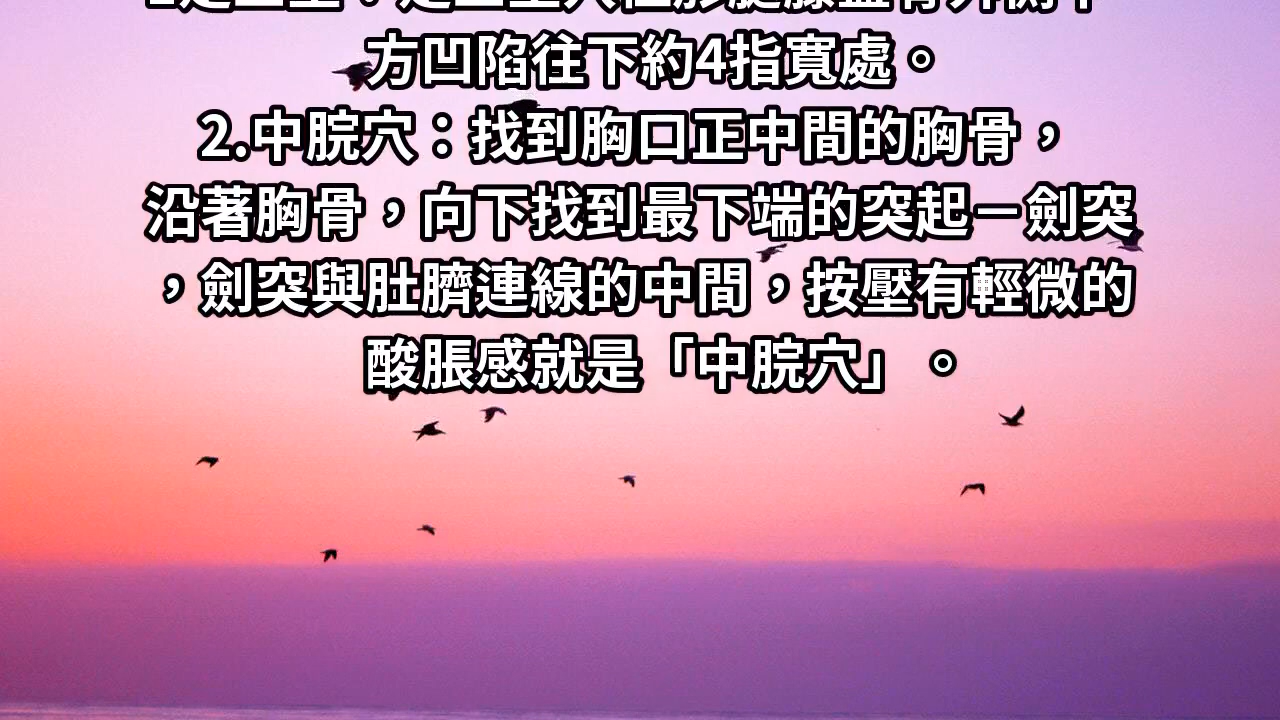 方凹陷往下約4指寬處。
2.中脘穴：找到胸口正中間的胸骨，
沿著胸骨，向下找到最下端的突起－劍突
，劍突與肚臍連線的中間，按壓有輕微的
酸脹感就是「中脘穴」。